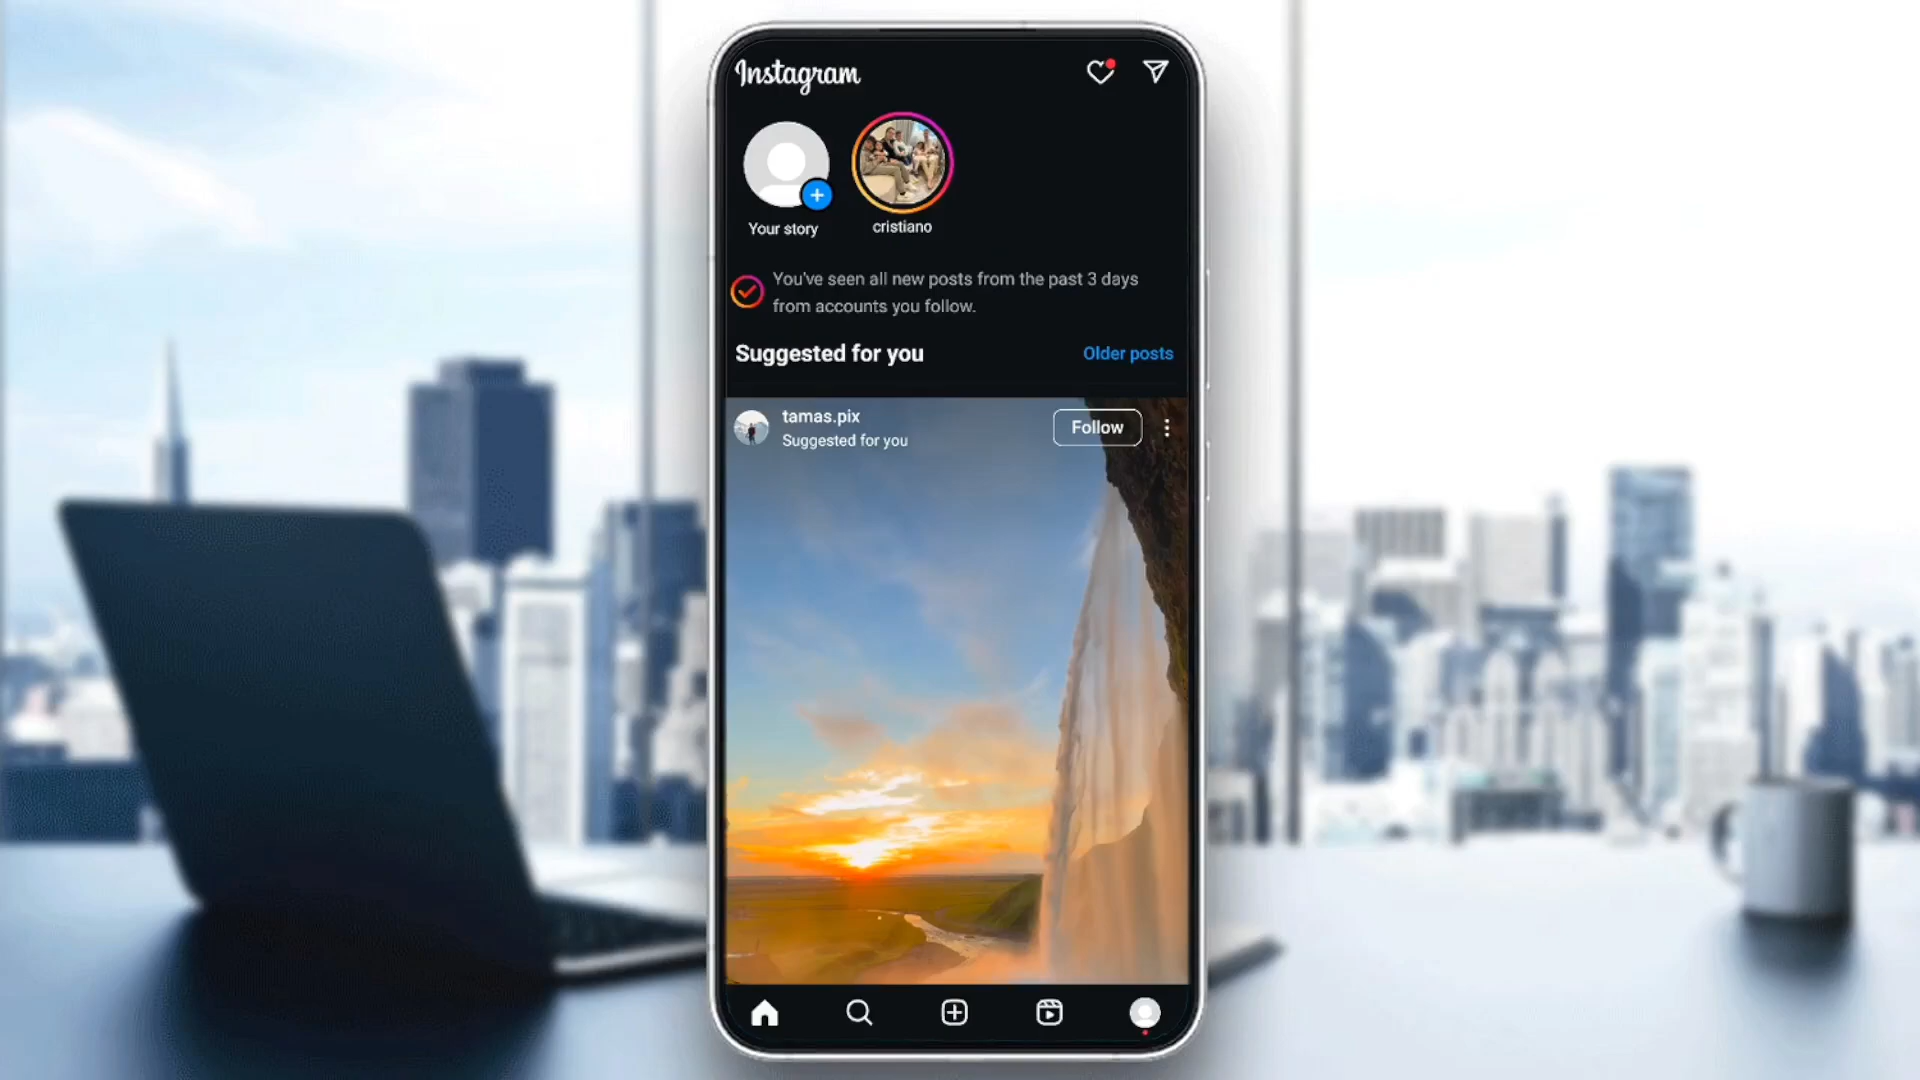 Instagram
Your story
cristiano
You've seen all new posts from the past 3 days
from accounts you follow.
Suggested for you
Older posts
tamas.pix
Suggested for you
Follow